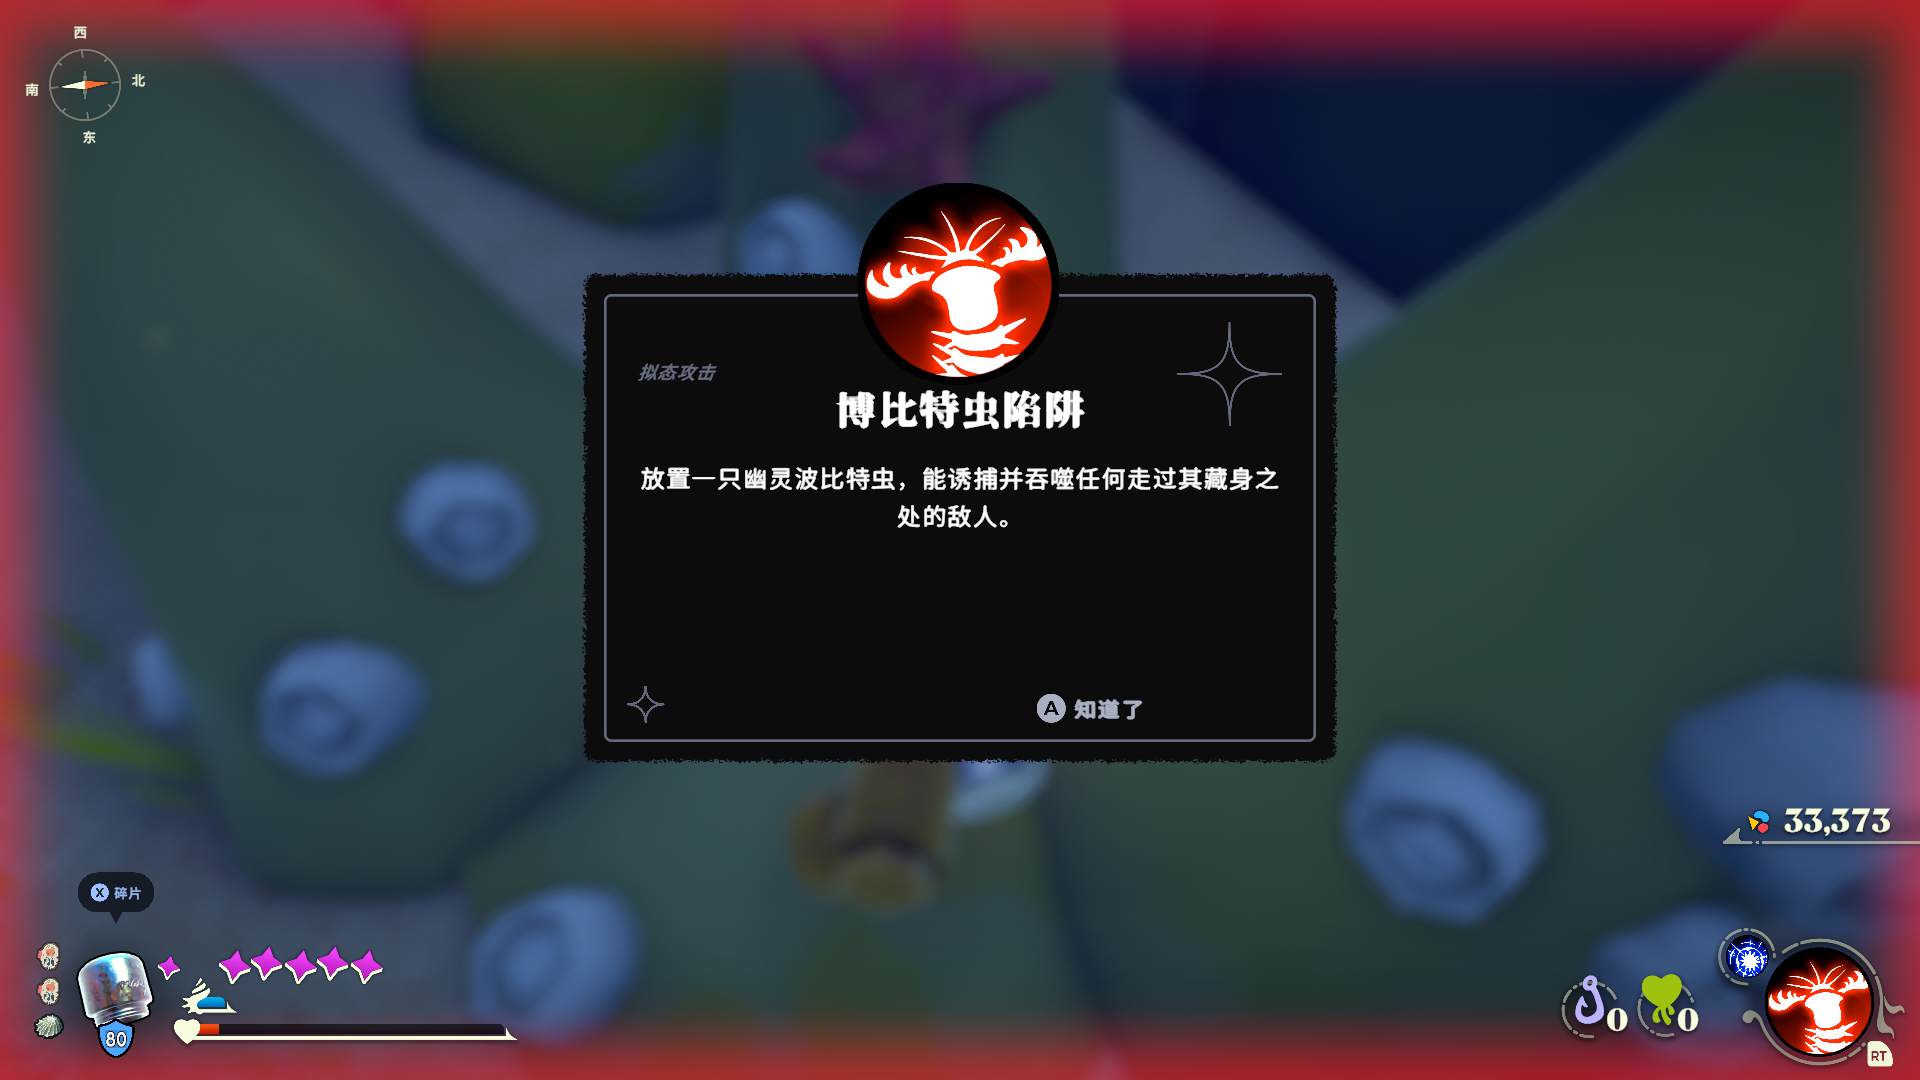 西
南
北
东
拟态攻击
博比特虫陷阱
放置一只幽灵波比特虫，能诱捕并吞噬任何走过其藏身之
处的敌人。
A 知道了
33,373
X 碎片
80
0
0
RT